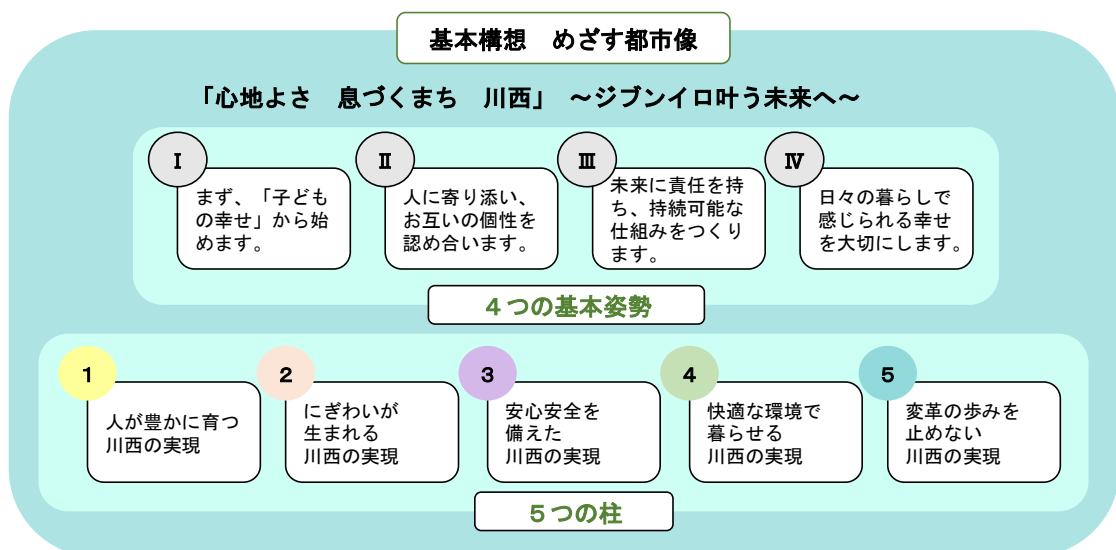 基本構想　めざす都市像
「心地よさ　息づくまち　川西」　～ジブンイロ叶う未来へ～
Ⅰ
まず、「子ども
の幸せ」から始
めます。
Ⅱ
人に寄り添い、
お互いの個性を
認め合います。
Ⅲ
未来に責任を持
ち、持続可能な
仕組みをつくり
ます。
Ⅳ
日々の暮らしで
感じられる幸せ
を大切にします。
４つの基本姿勢
1
人が豊かに育つ
川西の実現
2
にぎわいが
生まれる
川西の実現
3
安心安全を
備えた
川西の実現
4
快適な環境で
暮らせる
川西の実現
5
変革の歩みを
止めない
川西の実現
５つの柱